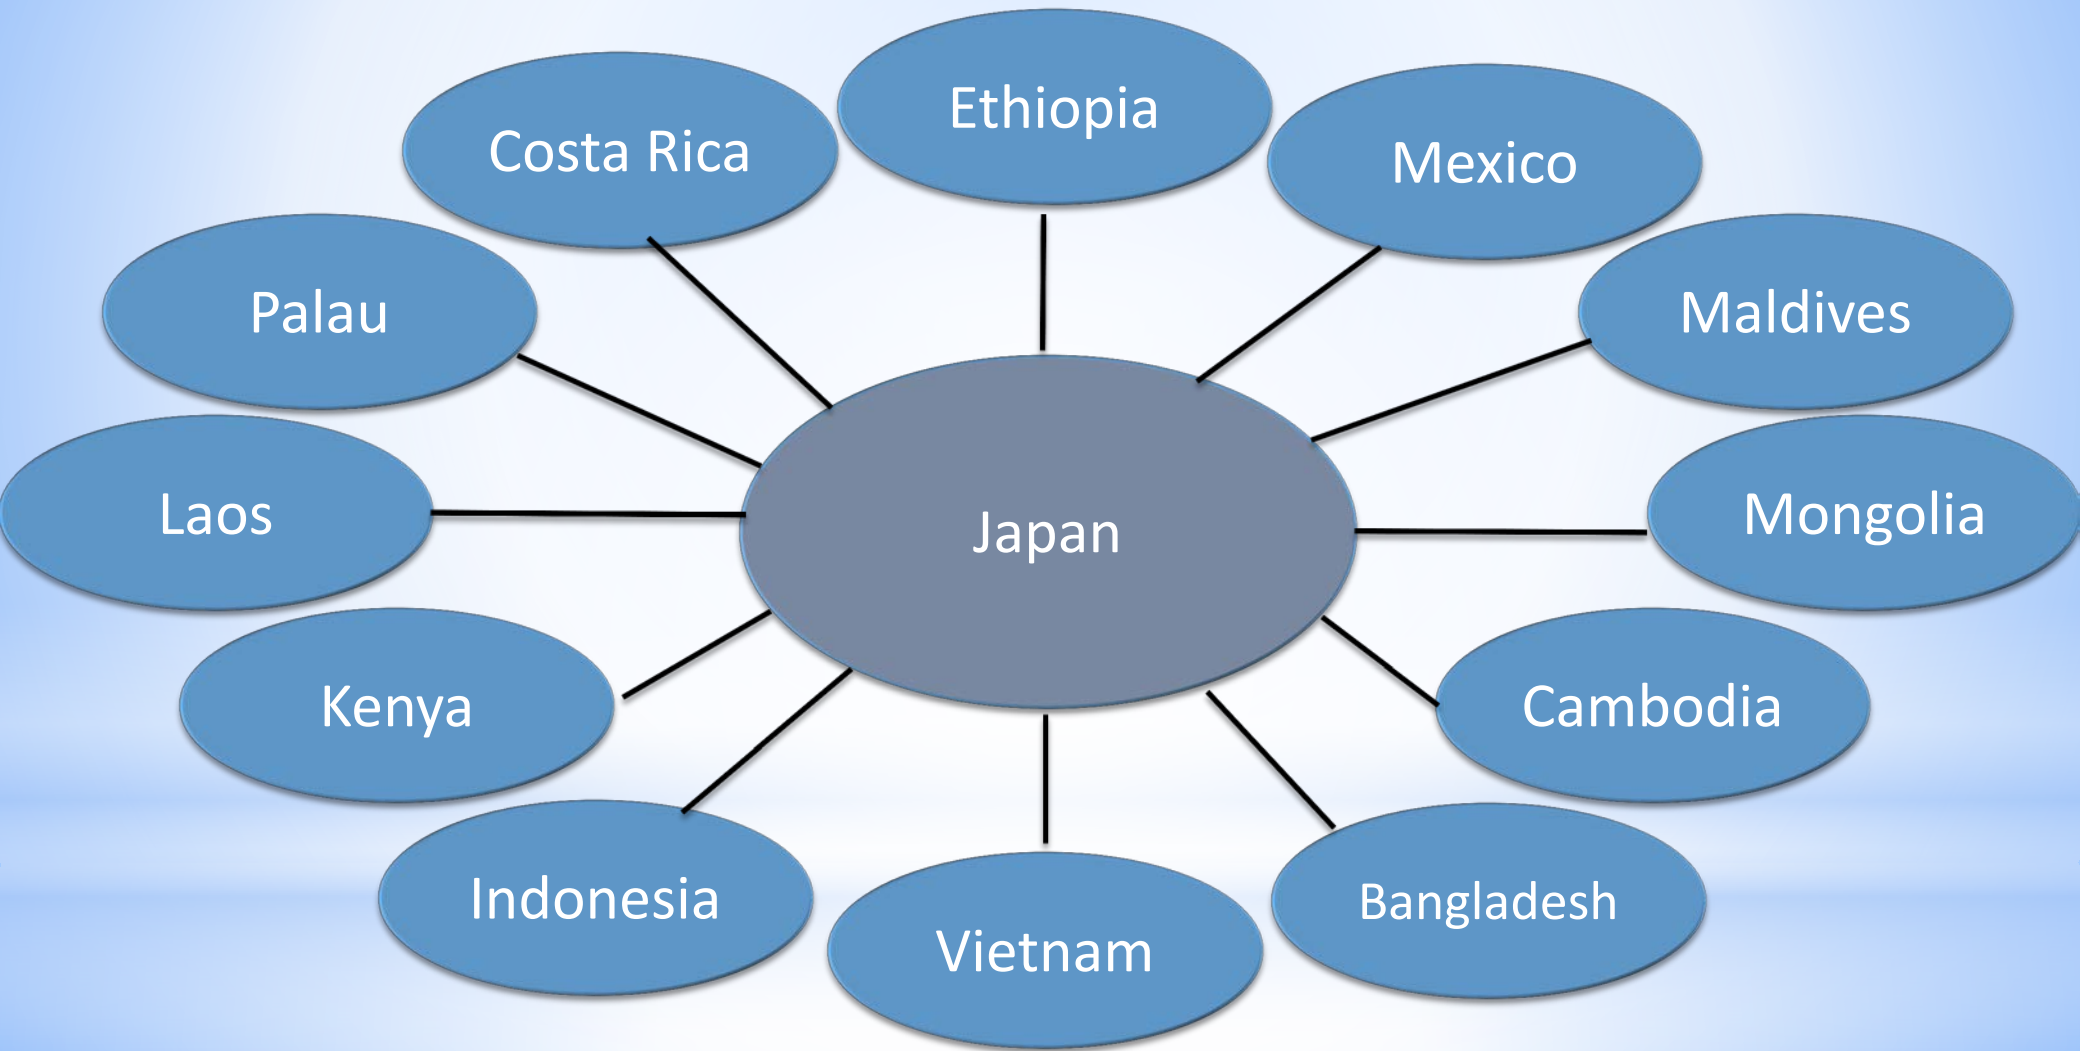 Ethiopia
Costa Rica
Mexico
Palau
Maldives
Laos
Japan
Mongolia
Kenya
Cambodia
Indonesia
Vietnam
Bangladesh